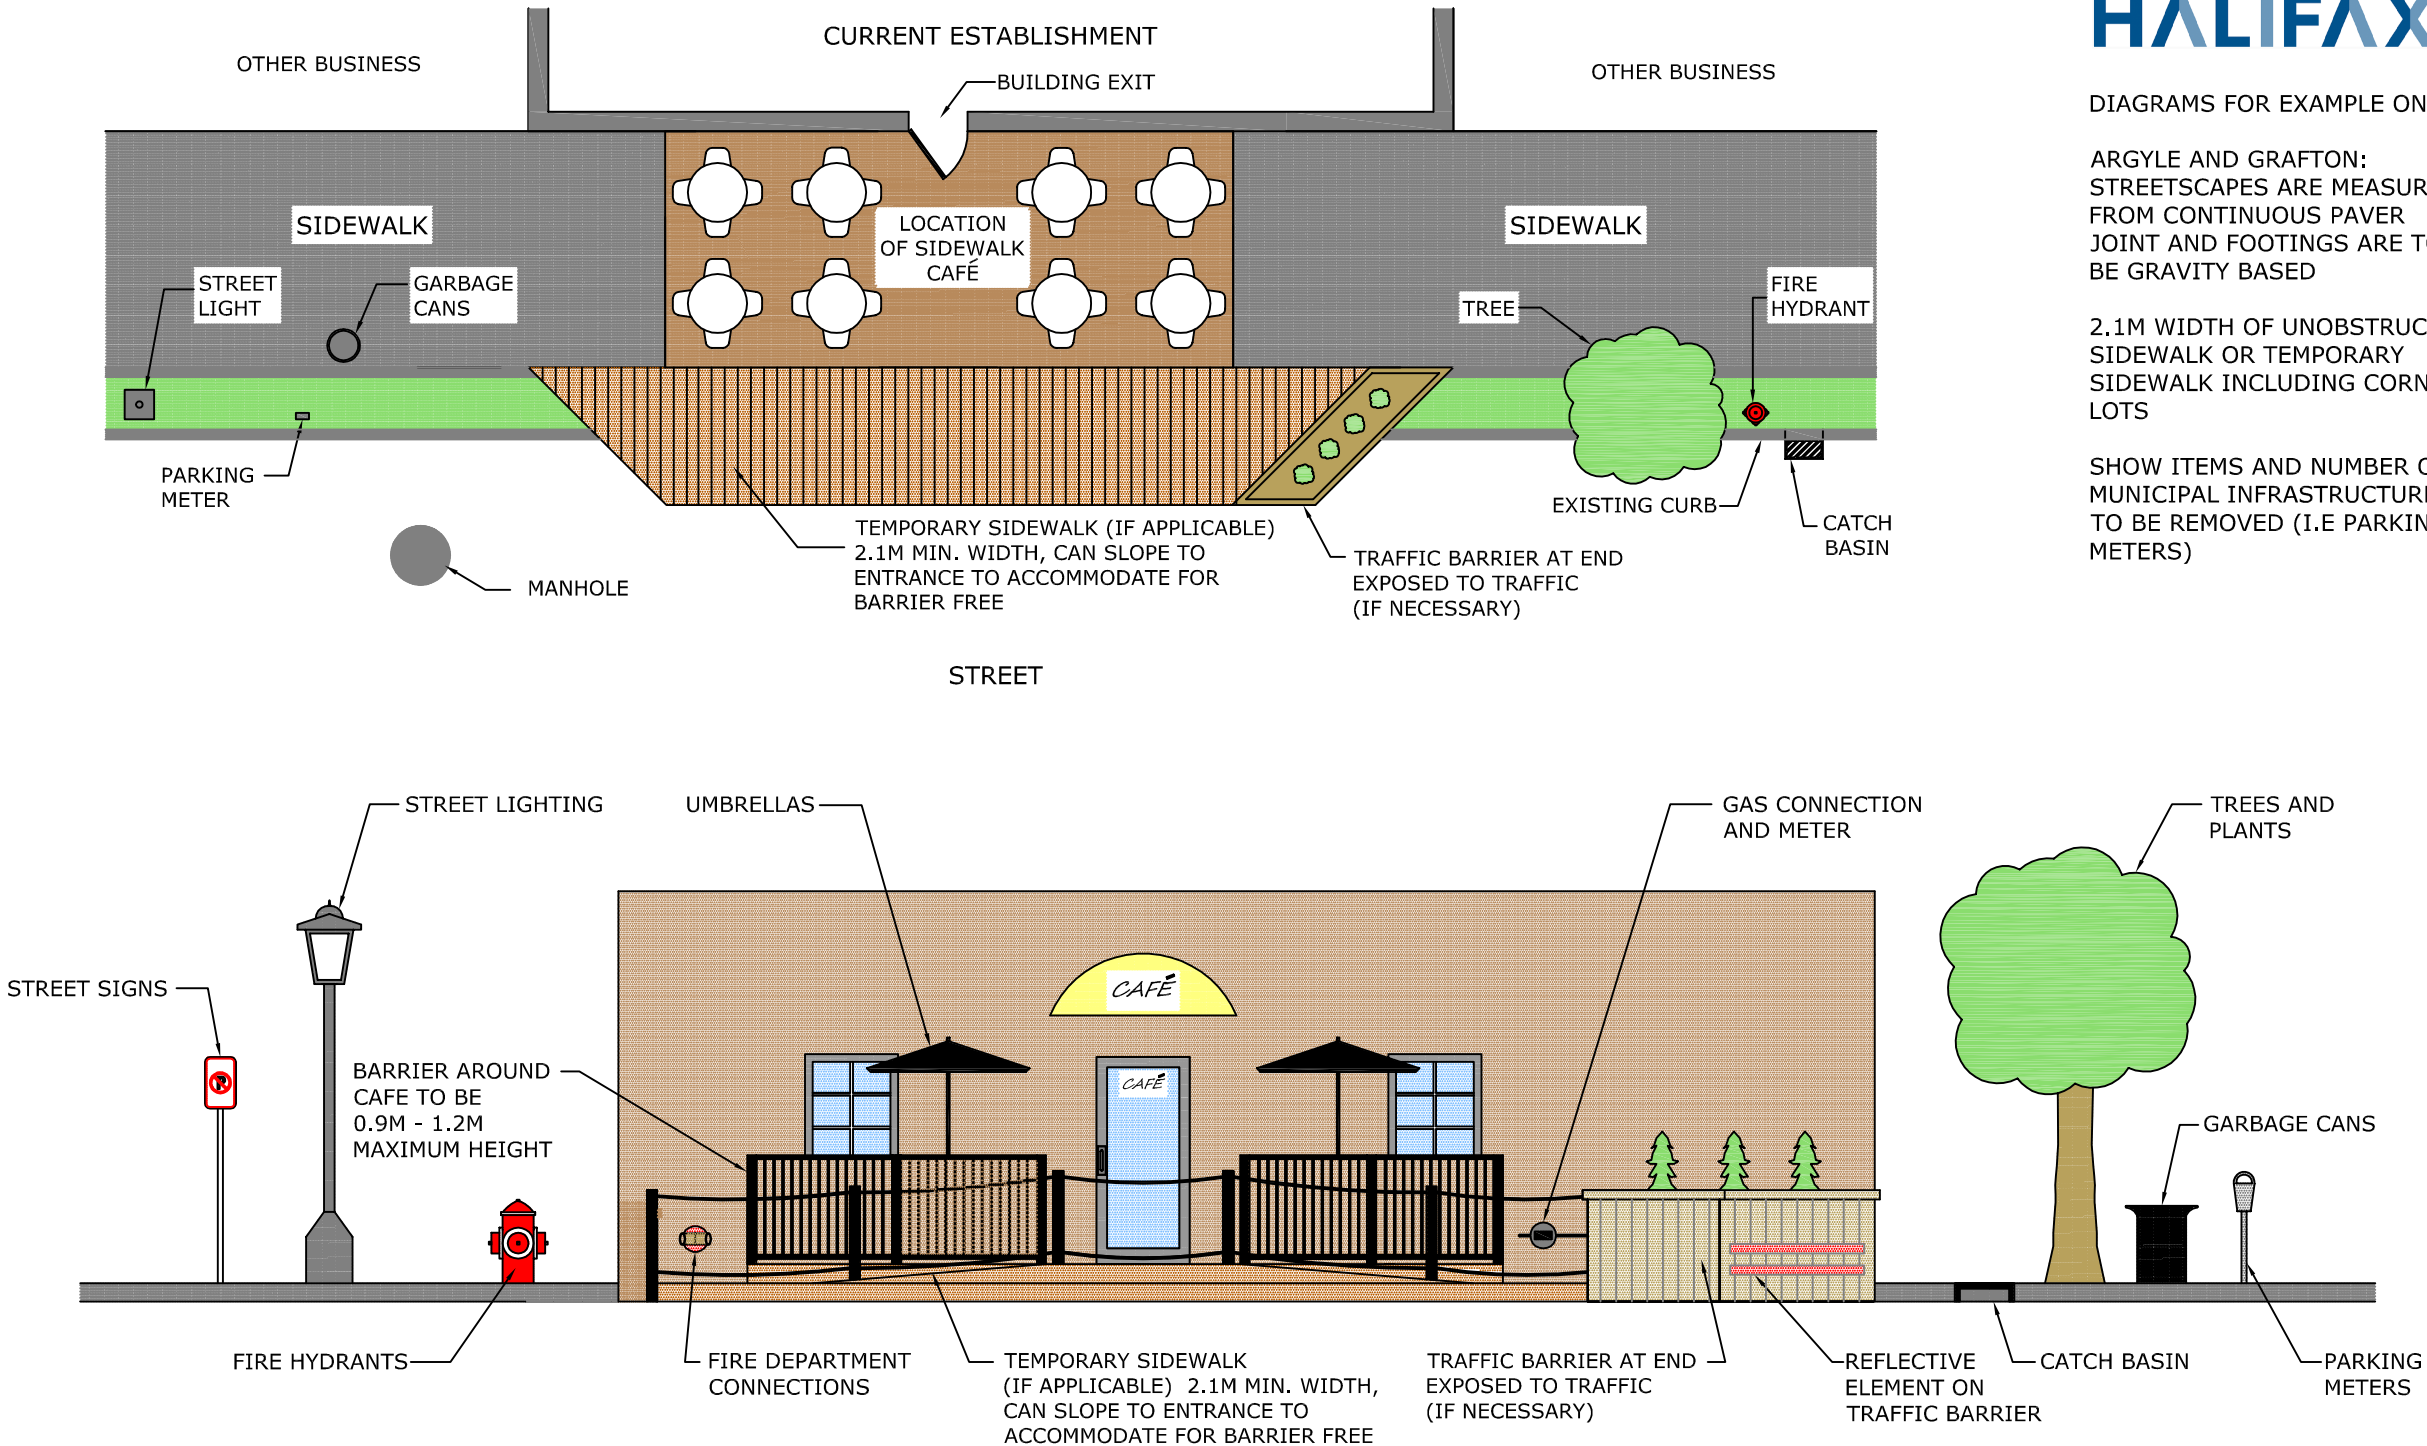 HALIFAX
CURRENT ESTABLISHMENT
OTHER BUSINESS
BUILDING EXIT
OTHER BUSINESS
DIAGRAMS FOR EXAMPLE ON
ARGYLE AND GRAFTON:
STREETSCAPES ARE MEASUR
FROM CONTINUOUS PAVER
JOINT AND FOOTINGS ARE T
BE GRAVITY BASED
2.1M WIDTH OF UNOBSTRUC
SIDEWALK OR TEMPORARY
SIDEWALK INCLUDING CORN
LOTS
SHOW ITEMS AND NUMBER
MUNICIPAL INFRASTRUCTUR
TO BE REMOVED (I.E PARKIN
METERS)
SIDEWALK
LOCATION
OF SIDEWALK
CAFÉ
SIDEWALK
STREET
LIGHT
GARBAGE
CANS
TREE
FIRE
HYDRANT
PARKING
METER
EXISTING CURB
CATCH
BASIN
TEMPORARY SIDEWALK (IF APPLICABLE)
2.1M MIN. WIDTH, CAN SLOPE TO
ENTRANCE TO ACCOMMODATE FOR
BARRIER FREE
TRAFFIC BARRIER AT END
EXPOSED TO TRAFFIC
(IF NECESSARY)
MANHOLE
STREET
STREET LIGHTING
UMBRELLAS
GAS CONNECTION
AND METER
TREES AND
PLANTS
STREET SIGNS
CAFÉ
BARRIER AROUND
CAFE TO BE
0.9M - 1.2M
MAXIMUM HEIGHT
CAFÉ
GARBAGE CANS
FIRE HYDRANTS
FIRE DEPARTMENT
CONNECTIONS
TEMPORARY SIDEWALK
(IF APPLICABLE) 2.1M MIN. WIDTH,
CAN SLOPE TO ENTRANCE TO
ACCOMMODATE FOR BARRIER FREE
TRAFFIC BARRIER AT END
EXPOSED TO TRAFFIC
(IF NECESSARY)
REFLECTIVE
ELEMENT ON
TRAFFIC BARRIER
CATCH BASIN
PARKING
METERS